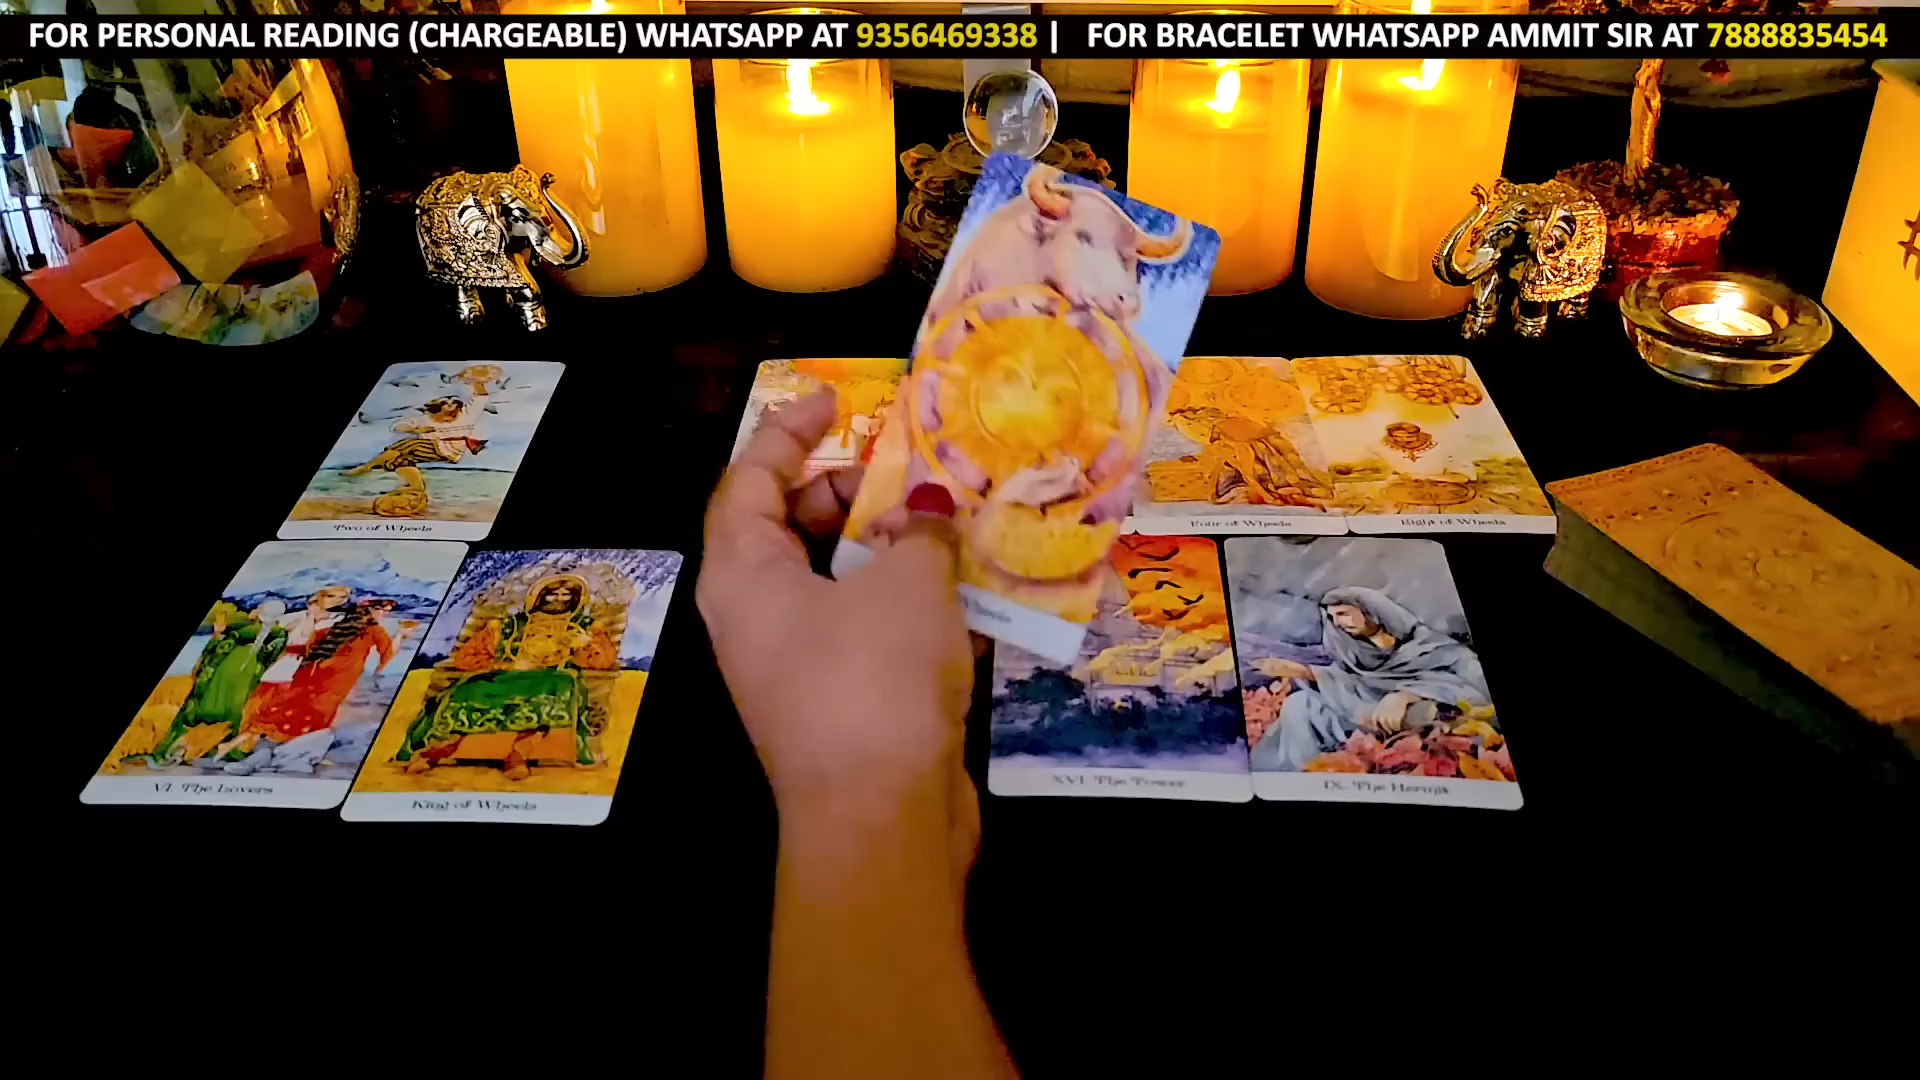 FOR PERSONAL READING (CHARGEABLE) WHATSAPP AT 9356469338 | FOR BRACELET WHATSAPP AMMIT SIR AT 7888835454
Two of Wheels
Four of Wheels
Eight of Wheels
VI. The Lovers
King of Wheels
XVI. The Tower
IX. The Hermit